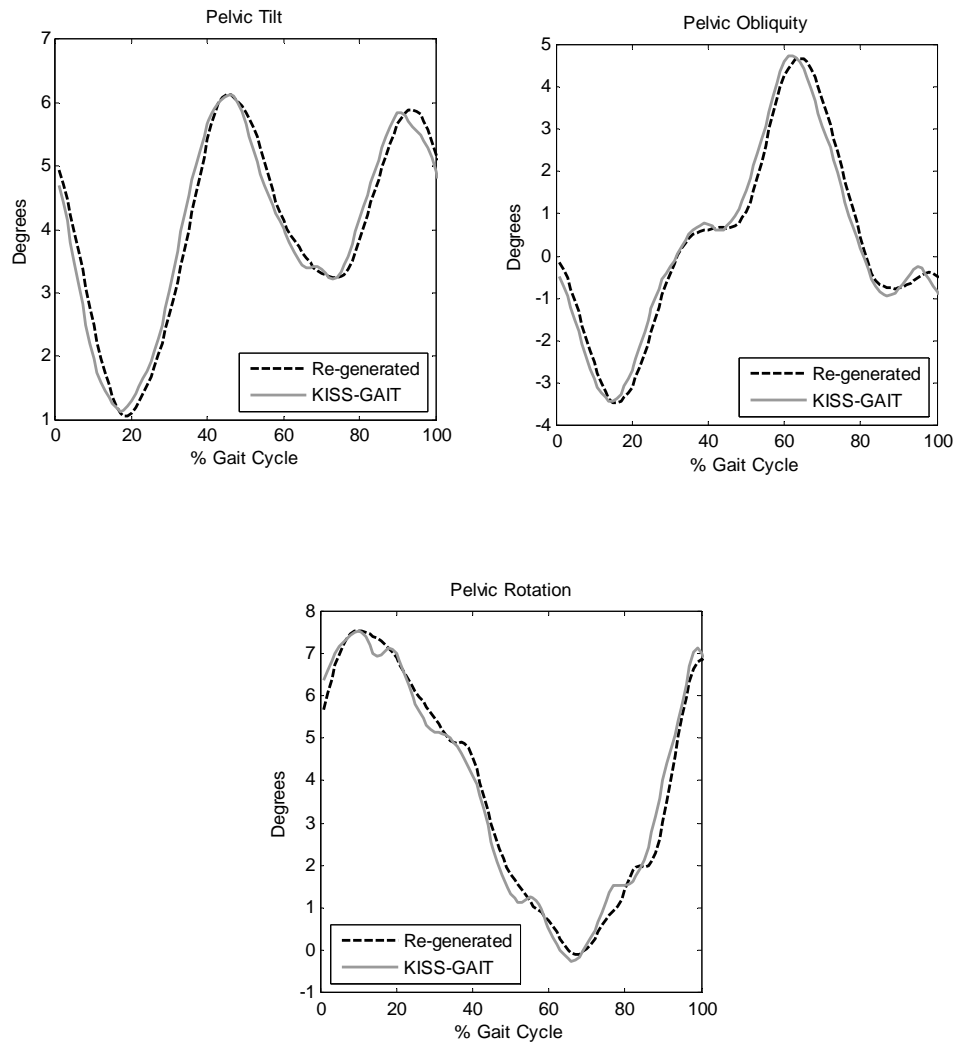 Pelvic Tilt
7
6
5
4
3
2
1
Degrees
Re-generated
KISS-GAIT
0 20 40 60 80 100
% Gait Cycle
Pelvic Obliquity
5
4
3
2
1
0
-1
-2
-3
-4
Degrees
Re-generated
KISS-GAIT
0 20 40 60 80 100
% Gait Cycle
Pelvic Rotation
8
7
6
5
4
3
2
1
0
-1
Degrees
Re-generated
KISS-GAIT
0 20 40 60 80 100
% Gait Cycle